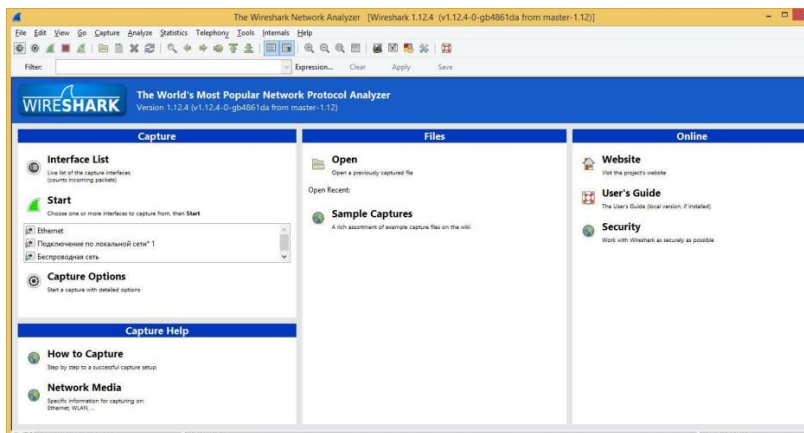 The Wireshark Network Analyzer [Wireshark 1.12.4 (v1.12.4-0-gb4861da from master-1.12)]
File Edit View Go Capture Analyze Statistics Telephony Tools Internals Help
Filter: Expression... Clear Apply Save
WIRESHARK
The World's Most Popular Network Protocol Analyzer
Version 1.12.4 (v1.12.4-0-gb4861da from master-1.12)
Capture
Interface List
Live list of the capture interfaces
(counts incoming packets)
Start
Choose one or more interfaces to capture from, then Start
Ethernet
Подключение по локальной сети* 1
Беспроводная сеть
Capture Options
Start a capture with detailed options
Capture Help
How to Capture
Step by step to a successful capture setup
Network Media
Specific information for capturing on:
Ethernet, WLAN, ...
Files
Open
Open a previously captured file
Open Recent:
Sample Captures
A rich assortment of example capture files on the wiki
Online
Website
Visit the project's website
User's Guide
The User's Guide (local version, if installed)
Security
Work with Wireshark as securely as possible